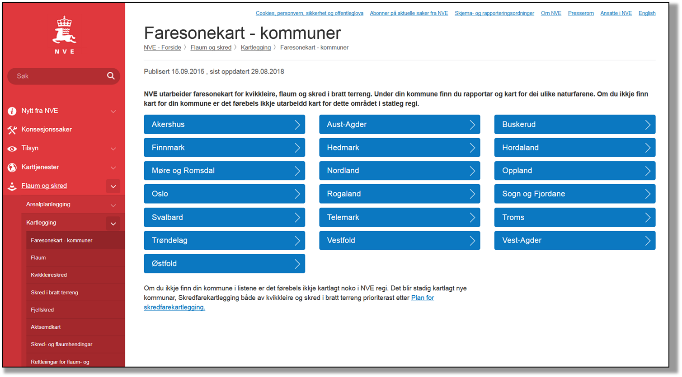 Cookies, personvern, sikkerhet og offentleglova Abonner på aktuelle saker fra NVE Skjema- og rapporteringsordninger Om NVE Presserom Ansatte i NVE English
NVE
Søk
Nytt fra NVE
Konsesjonssaker
Tilsyn
Karttjenester
Flaum og skred
Arealplanlegging
Kartlegging
Faresonekart - kommuner
Flaum
Kvikkleireskred
Skred i bratt terreng
Fjellskred
Aktsemdkart
Skred- og flaumhendingar
Rettleiingar for flaum- og
Faresonekart - kommuner
NVE - Forside 〉 Flaum og skred 〉 Kartlegging 〉 Faresonekart - kommuner
Publisert 15.09.2015 , sist oppdatert 29.08.2018
NVE utarbeider faresonekart for kvikkleire, flaum og skred i bratt terreng. Under din kommune finn du rapportar og kart for dei ulike naturfarene. Om du ikkje finn
kart for din kommune er det førebels ikkje utarbeidd kart for dette området i statleg regi.
Akershus Aust-Agder Buskerud
Finnmark Hedmark Hordaland
Møre og Romsdal Nordland Oppland
Oslo Rogaland Sogn og Fjordane
Svalbard Telemark Troms
Trøndelag Vestfold Vest-Agder
Østfold
Om du ikkje finn din kommune i listene er det førebels ikkje kartlagt noko i NVE regi. Det blir stadig kartlagt nye
kommunar, Skredfarekartlegging både av kvikkleire og skred i bratt terreng prioriterast etter Plan for
skredfarekartlegging.